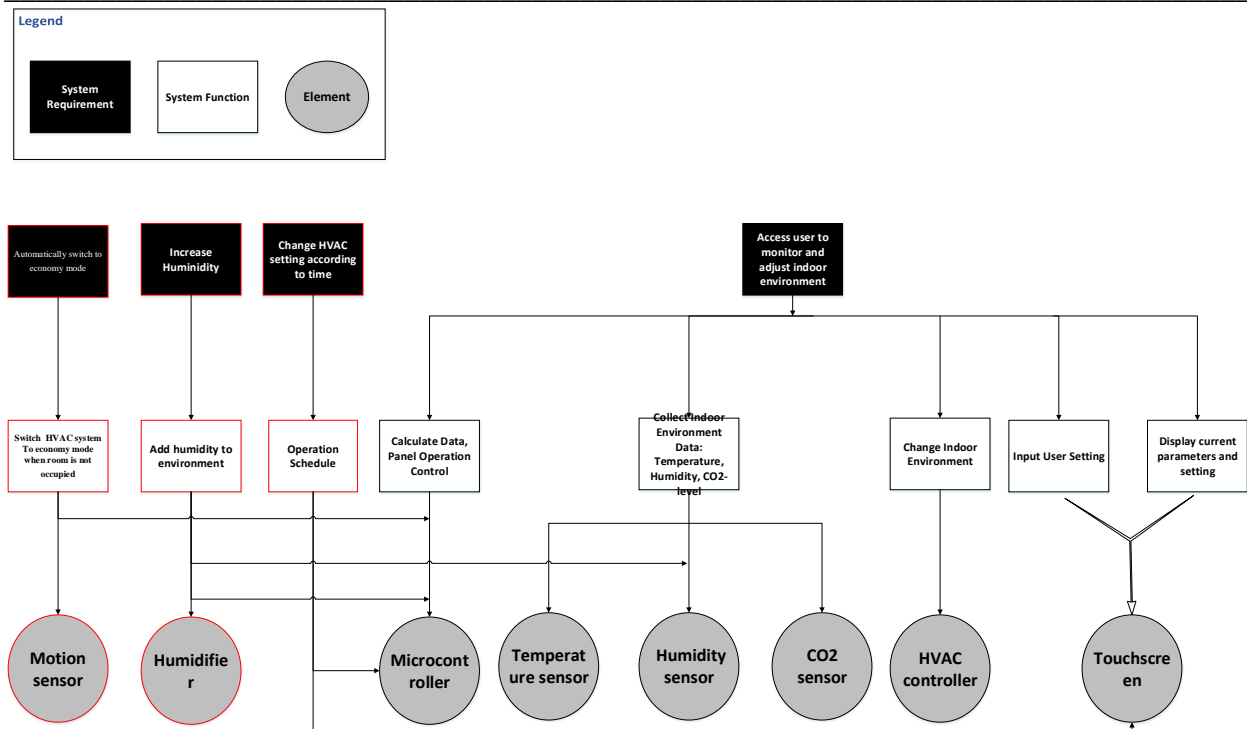 Legend
System
Requirement
System Function
Element
Automatically switch to
economy mode
Increase
Huminidity
Change HVAC
setting according
to time
Access user to
monitor and
adjust indoor
environment
Switch HVAC system
To economy mode
when room is not
occupied
Add humidity to
environment
Operation
Schedule
Calculate Data,
Panel Operation
Control
Collect Indoor
Environment
Data:
Temperature,
Humidity, CO2-
level
Change Indoor
Environment
Input User Setting
Display current
parameters and
setting
Motion
sensor
Humidifie
r
Microcont
roller
Temperat
ure sensor
Humidity
sensor
CO2
sensor
HVAC
controller
Touchscre
en